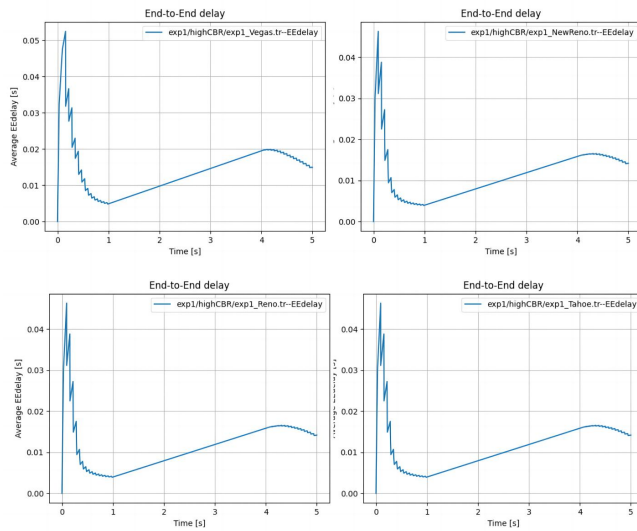 End-to-End delay
exp1/highCBR/exp1_Vegas.tr--EEdelay
Average EEdelay [s]
0.05
0.04
0.03
0.02
0.01
0.00
0 1 2 3 4 5
Time [s]
End-to-End delay
exp1/highCBR/exp1_NewReno.tr--EEdelay
0.04
0.03
0.02
0.01
0.00
0 1 2 3 4 5
Time [s]
End-to-End delay
exp1/highCBR/exp1_Reno.tr--EEdelay
Average EEdelay [s]
0.04
0.03
0.02
0.01
0.00
0 1 2 3 4 5
Time [s]
End-to-End delay
exp1/highCBR/exp1_Tahoe.tr--EEdelay
0.04
0.03
0.02
0.01
0.00
0 1 2 3 4 5
Time [s]